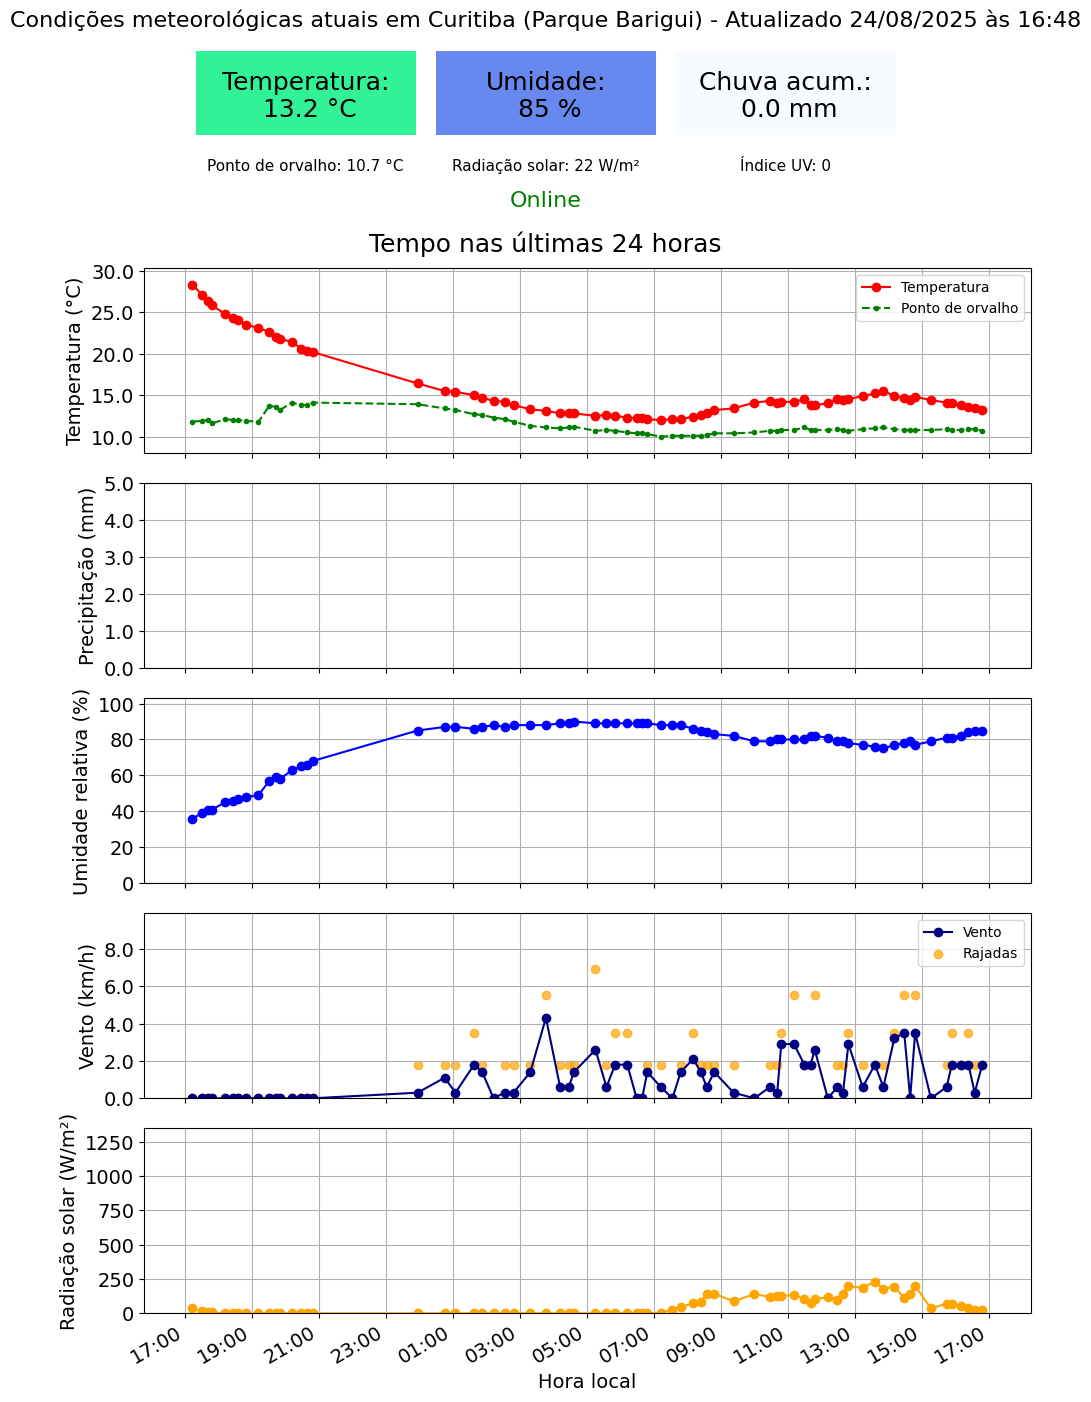 Condições meteorológicas atuais em Curitiba (Parque Barigui) - Atualizado 24/08/2025 às 16:48
Temperatura:
13.2 °C
Umidade:
85 %
Chuva acum.:
0.0 mm
Ponto de orvalho: 10.7 °C
Radiação solar: 22 W/m²
Índice UV: 0
Online
Tempo nas últimas 24 horas
Temperatura (°C)
30.0
25.0
20.0
15.0
10.0
Temperatura
Ponto de orvalho
Precipitação (mm)
5.0
4.0
3.0
2.0
1.0
0.0
Umidade relativa (%)
100
80
60
40
20
0
Vento (km/h)
8.0
6.0
4.0
2.0
0.0
Vento
Rajadas
Radiação solar (W/m²)
1250
1000
750
500
250
0
17:00
19:00
21:00
23:00
01:00
03:00
05:00
07:00
09:00
11:00
13:00
15:00
17:00
Hora local